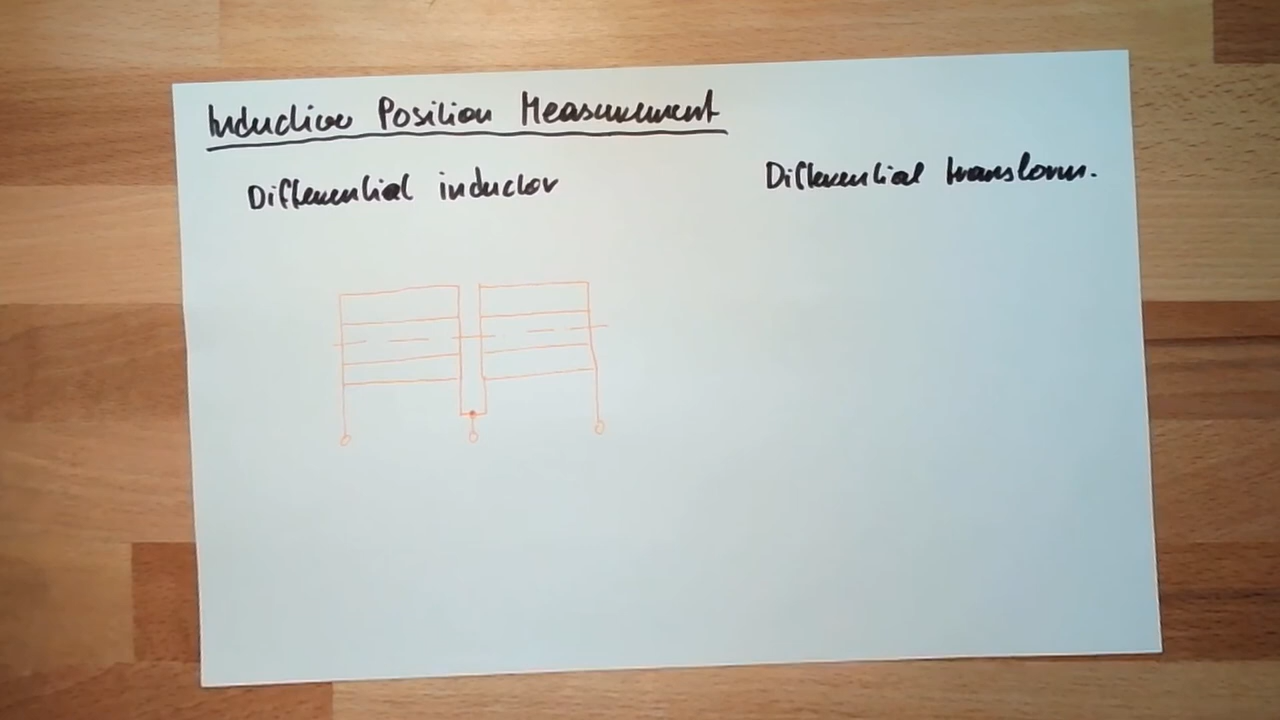 Inductive Position Measurement
Differential inductor
Differential transform.